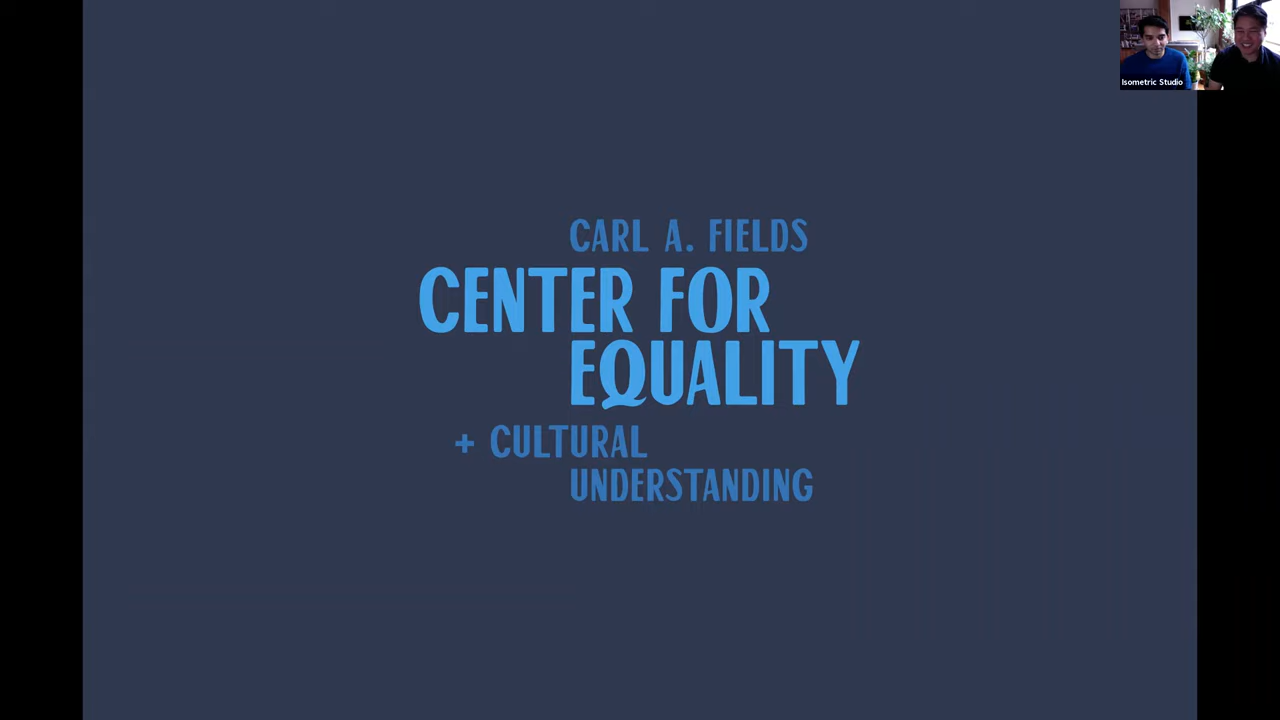 Isometric Studio
CARL A. FIELDS
CENTER FOR
EQUALITY
+ CULTURAL
UNDERSTANDING